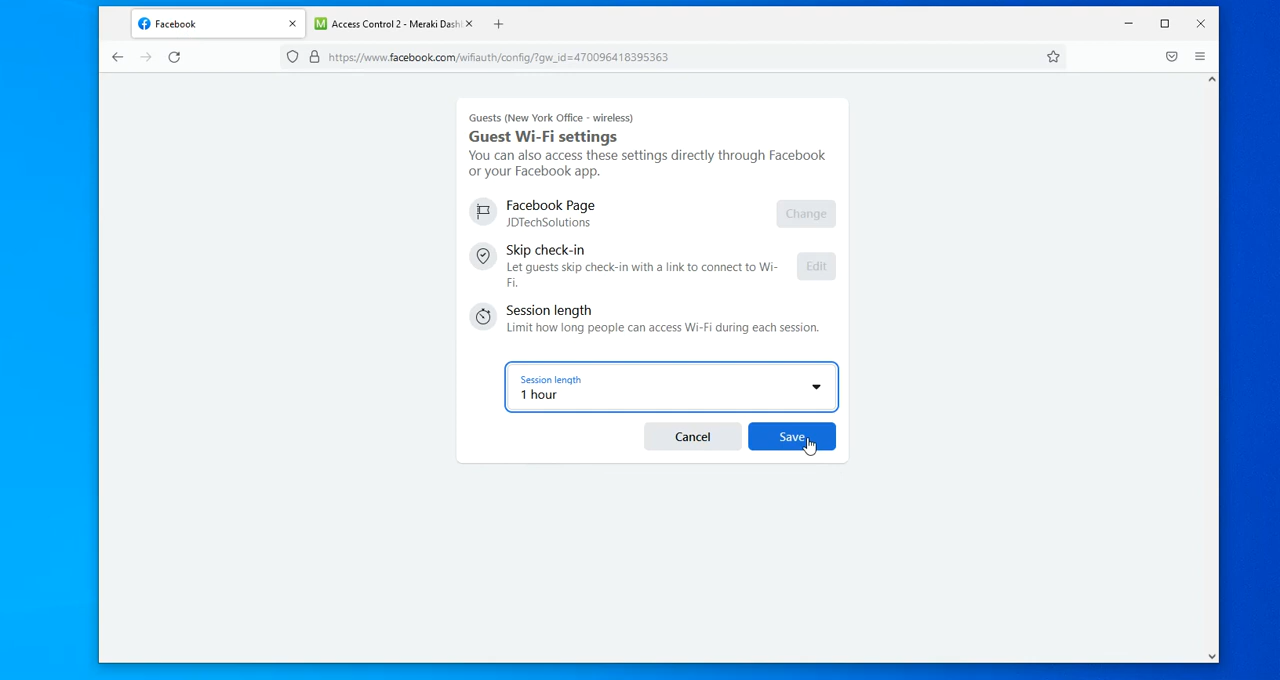 Facebook
Access Control 2 - Meraki Dash
https://www.facebook.com/wifiauth/config/?gw_id=470096418395363
Guests (New York Office - wireless)
Guest Wi-Fi settings
You can also access these settings directly through Facebook
or your Facebook app.
Facebook Page
JDTechSolutions
Change
Skip check-in
Let guests skip check-in with a link to connect to Wi-
Fi.
Edit
Session length
Limit how long people can access Wi-Fi during each session.
Session length
1 hour
Cancel
Save